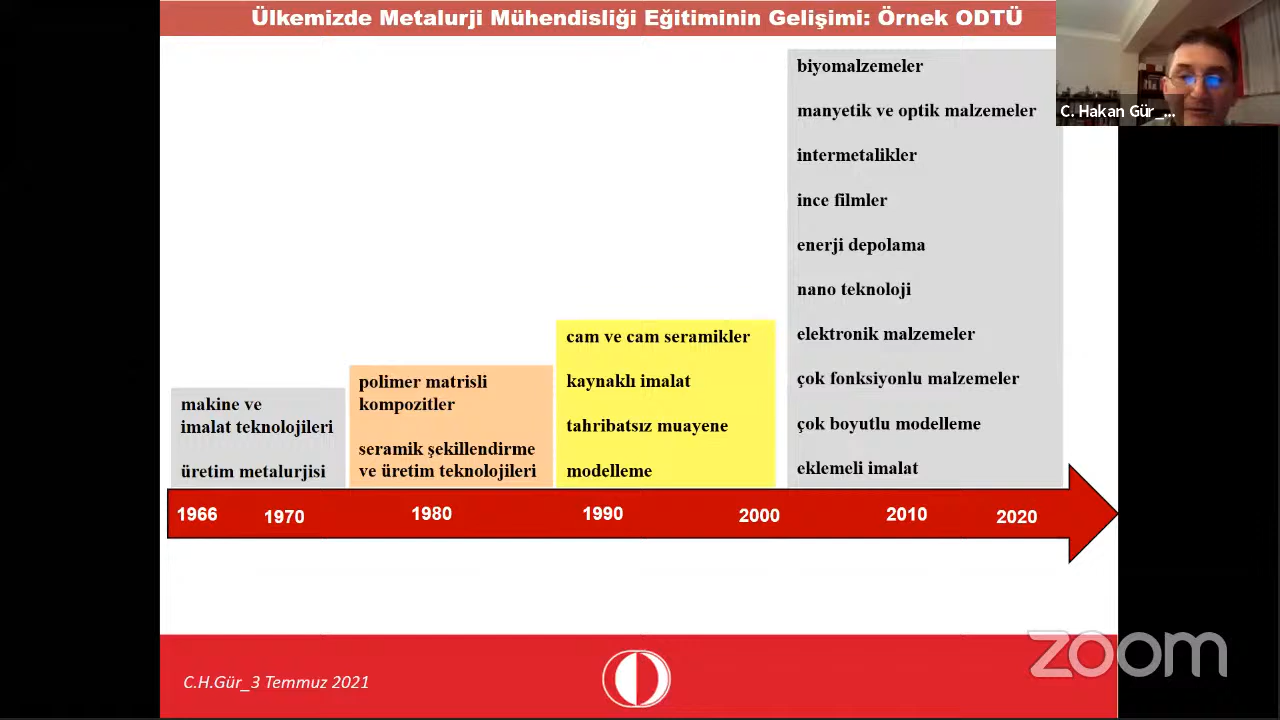 Ülkemizde Metalurji Mühendisliği Eğitiminin Gelişimi: Örnek ODTÜ
C. Hakan Gür_...
makine ve
imalat teknolojileri
üretim metalurjisi
polimer matrisli
kompozitler
seramik şekillendirme
ve üretim teknolojileri
cam ve cam seramikler
kaynaklı imalat
tahribatsız muayene
modelleme
biyomalzemeler
manyetik ve optik malzemeler
intermetalikler
ince filmler
enerji depolama
nano teknoloji
elektronik malzemeler
çok fonksiyonlu malzemeler
çok boyutlu modelleme
eklemeli imalat
1966 1970 1980 1990 2000 2010 2020
C.H.Gür_3 Temmuz 2021
zoom